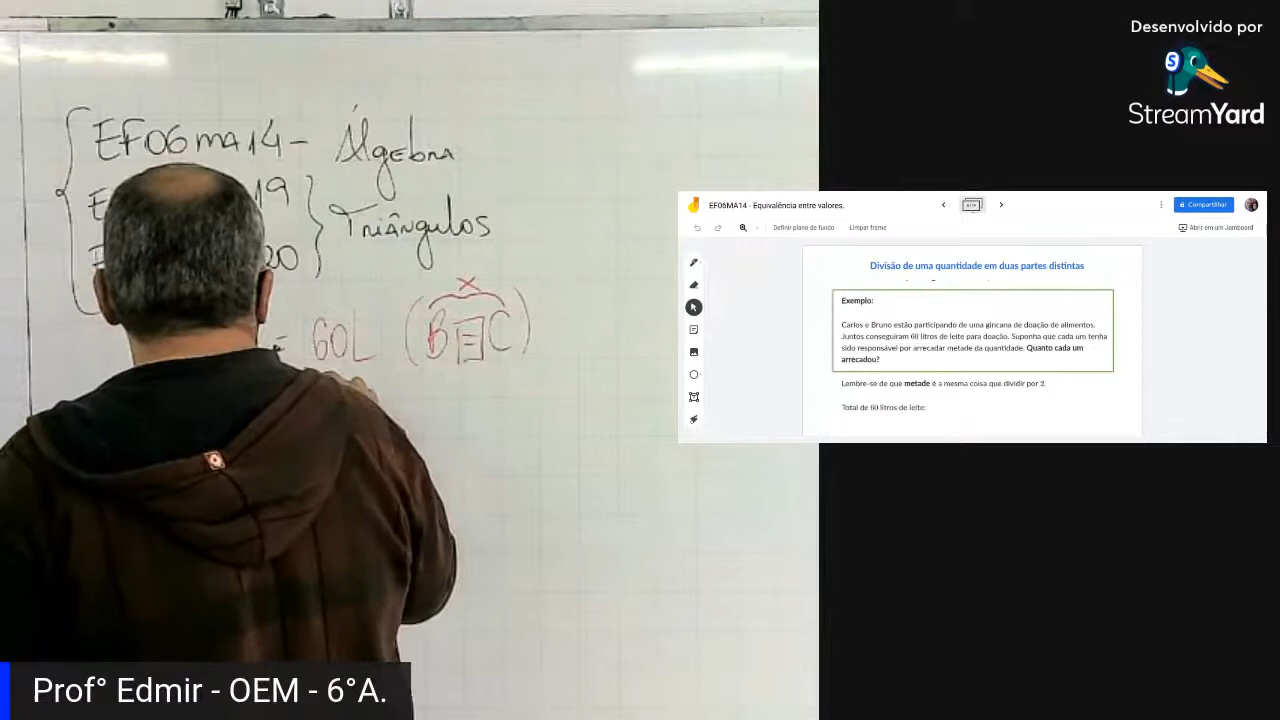 EF06MA14 - Álgebra
19
Triângulos
20
= 60L (B = C)
x
Desenvolvido por
StreamYard
EF06MA14 - Equivalência entre valores.
Compartilhar
Definir plano de fundo
Limpar frame
Abrir em um Jamboard
Divisão de uma quantidade em duas partes distintas
Exemplo:
Carlos e Bruno estão participando de uma gincana de doação de alimentos.
Juntos conseguiram 60 litros de leite para doação. Suponha que cada um tenha
sido responsável por arrecadar metade da quantidade. Quanto cada um
arrecadou?
Lembre-se de que metade é a mesma coisa que dividir por 2.
Total de 60 litros de leite:
Prof° Edmir - OEM - 6°A.